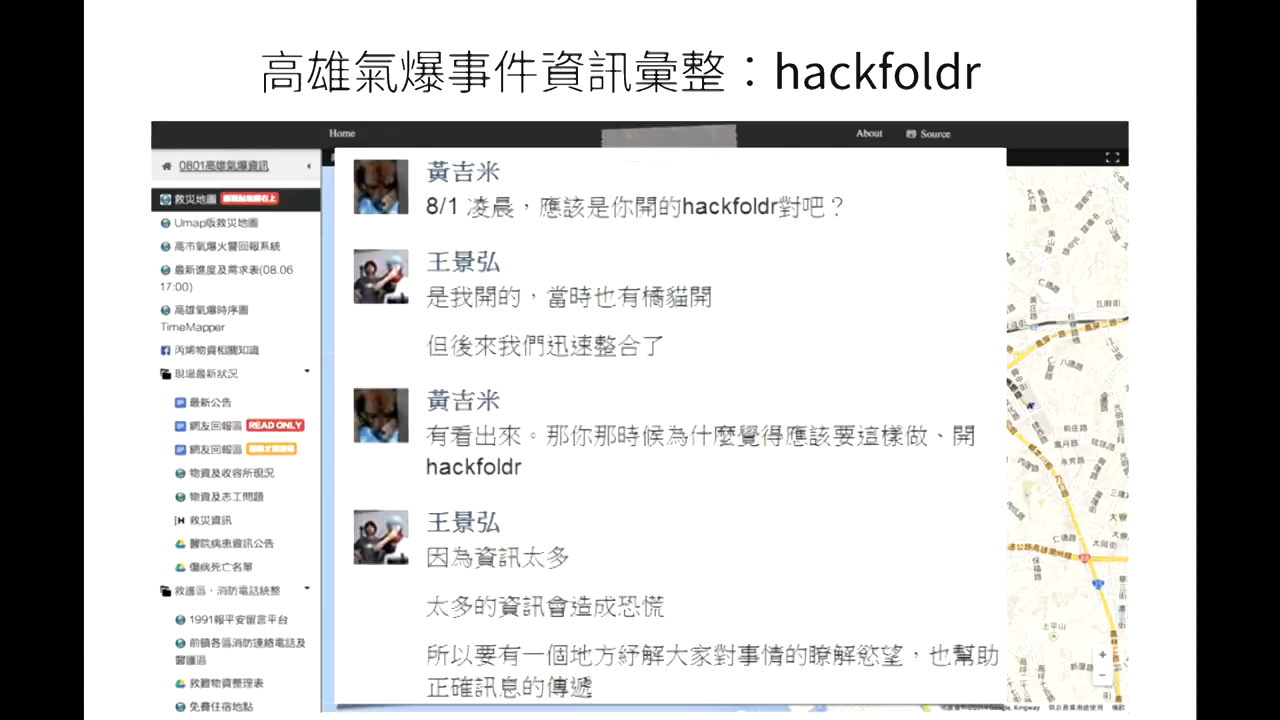 高雄氣爆事件資訊彙整：hackfoldr
Home
About
Source
0801高雄氣爆資訊
救災地圖
Umap版救災地圖
高市氣爆火警回報系統
最新進度及需求表(08.06
17:00)
高雄氣爆時序圖
TimeMapper
丙烯物資相關知識
現場最新狀況
最新公告
網友回報區 READ ONLY
網友回報區
物資及收容所現況
物資及志工問題
救災資訊
醫院病患資訊公告
傷病死亡名單
救護區、消防電話統整
1991報平安留言平台
前鎮各區消防連絡電話及
醫護區
救難物資整理表
免費住宿地點
黃吉米
8/1 凌晨，應該是你開的hackfoldr對吧？
王景弘
是我開的，當時也有橘貓開
但後來我們迅速整合了
黃吉米
有看出來。那你那時候為什麼覺得應該要這樣做、開
hackfoldr
王景弘
因為資訊太多
太多的資訊會造成恐慌
所以要有一個地方紓解大家對事情的瞭解慾望，也幫助
正確訊息的傳遞